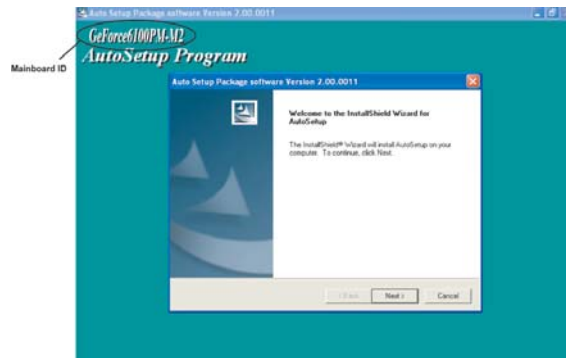 Auto Setup Package software Version 2.00.0011
GeForce6100PM-M2
Mainboard ID
AutoSetup Program
Auto Setup Package software Version 2.00.0011
Welcome to the InstallShield Wizard for
AutoSetup
The InstallShield® Wizard will install AutoSetup on your
computer. To continue, click Next.
< Back
Next >
Cancel